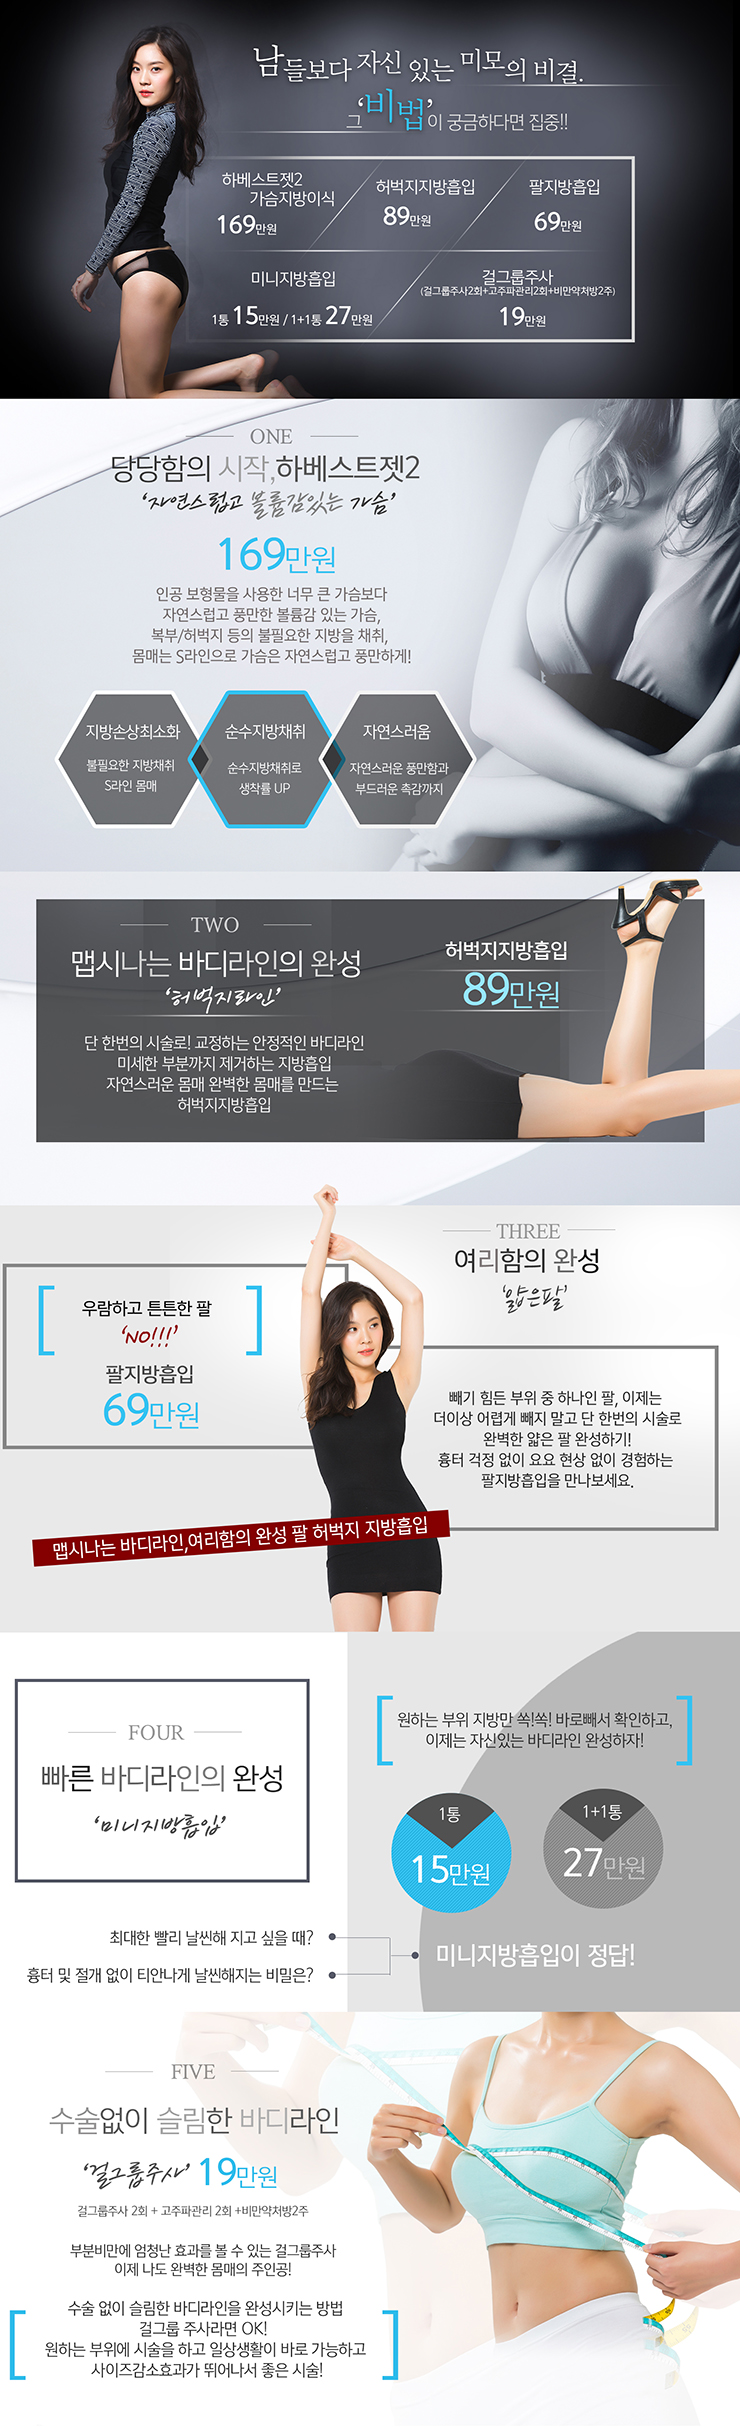 남들보다 자신 있는 미모의 비결.
그 '비법'이 궁금하다면 집중!!
하베스트젯2
가슴지방이식
169만원
허벅지지방흡입
89만원
팔지방흡입
69만원
미니지방흡입
1통 15만원 / 1+1통 27만원
걸그룹주사
(걸그룹주사2회+고주파관리2회+비만약처방2주)
19만원
ONE
당당함의 시작,하베스트젯2
'자연스럽고 볼륨감있는 가슴'
169만원
인공 보형물을 사용한 너무 큰 가슴보다
자연스럽고 풍만한 볼륨감 있는 가슴,
복부/허벅지 등의 불필요한 지방을 채취,
몸매는 S라인으로 가슴은 자연스럽고 풍만하게!
지방손상최소화
불필요한 지방채취
S라인 몸매
순수지방채취
순수지방채취로
생착률 UP
자연스러움
자연스러운 풍만함과
부드러운 촉감까지
TWO
맵시나는 바디라인의 완성
'허벅지라인'
단 한번의 시술로! 교정하는 안정적인 바디라인
미세한 부분까지 제거하는 지방흡입
자연스러운 몸매 완벽한 몸매를 만드는
허벅지지방흡입
허벅지지방흡입
89만원
THREE
여리함의 완성
'얇은팔'
우람하고 튼튼한 팔
'NO!!!'
팔지방흡입
69만원
빼기 힘든 부위 중 하나인 팔, 이제는
더이상 어렵게 빼지 말고 단 한번의 시술로
완벽한 얇은 팔 완성하기!
흉터 걱정 없이 요요 현상 없이 경험하는
팔지방흡입을 만나보세요.
맵시나는 바디라인,여리함의 완성 팔 허벅지 지방흡입
FOUR
빠른 바디라인의 완성
'미니지방흡입'
원하는 부위 지방만 쏙!쏙! 바로빼서 확인하고,
이제는 자신있는 바디라인 완성하자!
1통
15만원
1+1통
27만원
최대한 빨리 날씬해 지고 싶을 때?
흉터 및 절개 없이 티안나게 날씬해지는 비밀은?
미니지방흡입이 정답!
FIVE
수술없이 슬림한 바디라인
'걸그룹주사' 19만원
걸그룹주사 2회 + 고주파관리 2회 +비만약처방2주
부분비만에 엄청난 효과를 볼 수 있는 걸그룹주사
이제 나도 완벽한 몸매의 주인공!
수술 없이 슬림한 바디라인을 완성시키는 방법
걸그룹 주사라면 OK!
원하는 부위에 시술을 하고 일상생활이 바로 가능하고
사이즈감소효과가 뛰어나서 좋은 시술!